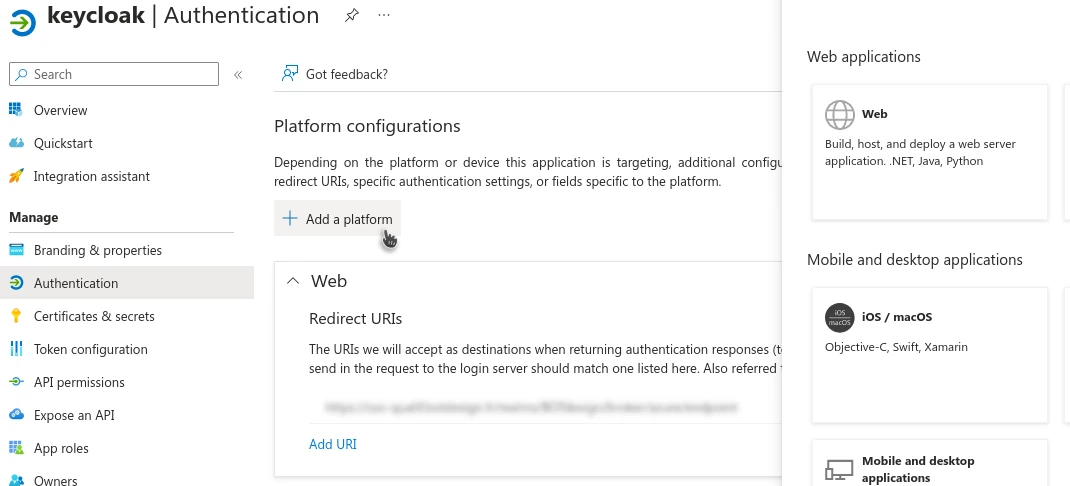 keycloak | Authentication
Search
Overview
Quickstart
Integration assistant
Manage
Branding & properties
Authentication
Certificates & secrets
Token configuration
API permissions
Expose an API
App roles
Owners
Got feedback?
Platform configurations
Depending on the platform or device this application is targeting, additional configu
redirect URIs, specific authentication settings, or fields specific to the platform.
Add a platform
Web
Redirect URIs
The URIs we will accept as destinations when returning authentication responses (t
send in the request to the login server should match one listed here. Also referred
Add URI
Web applications
Web
Build, host, and deploy a web server
application. .NET, Java, Python
Mobile and desktop applications
iOS
macOS
iOS / macOS
Objective-C, Swift, Xamarin
Mobile and desktop
applications